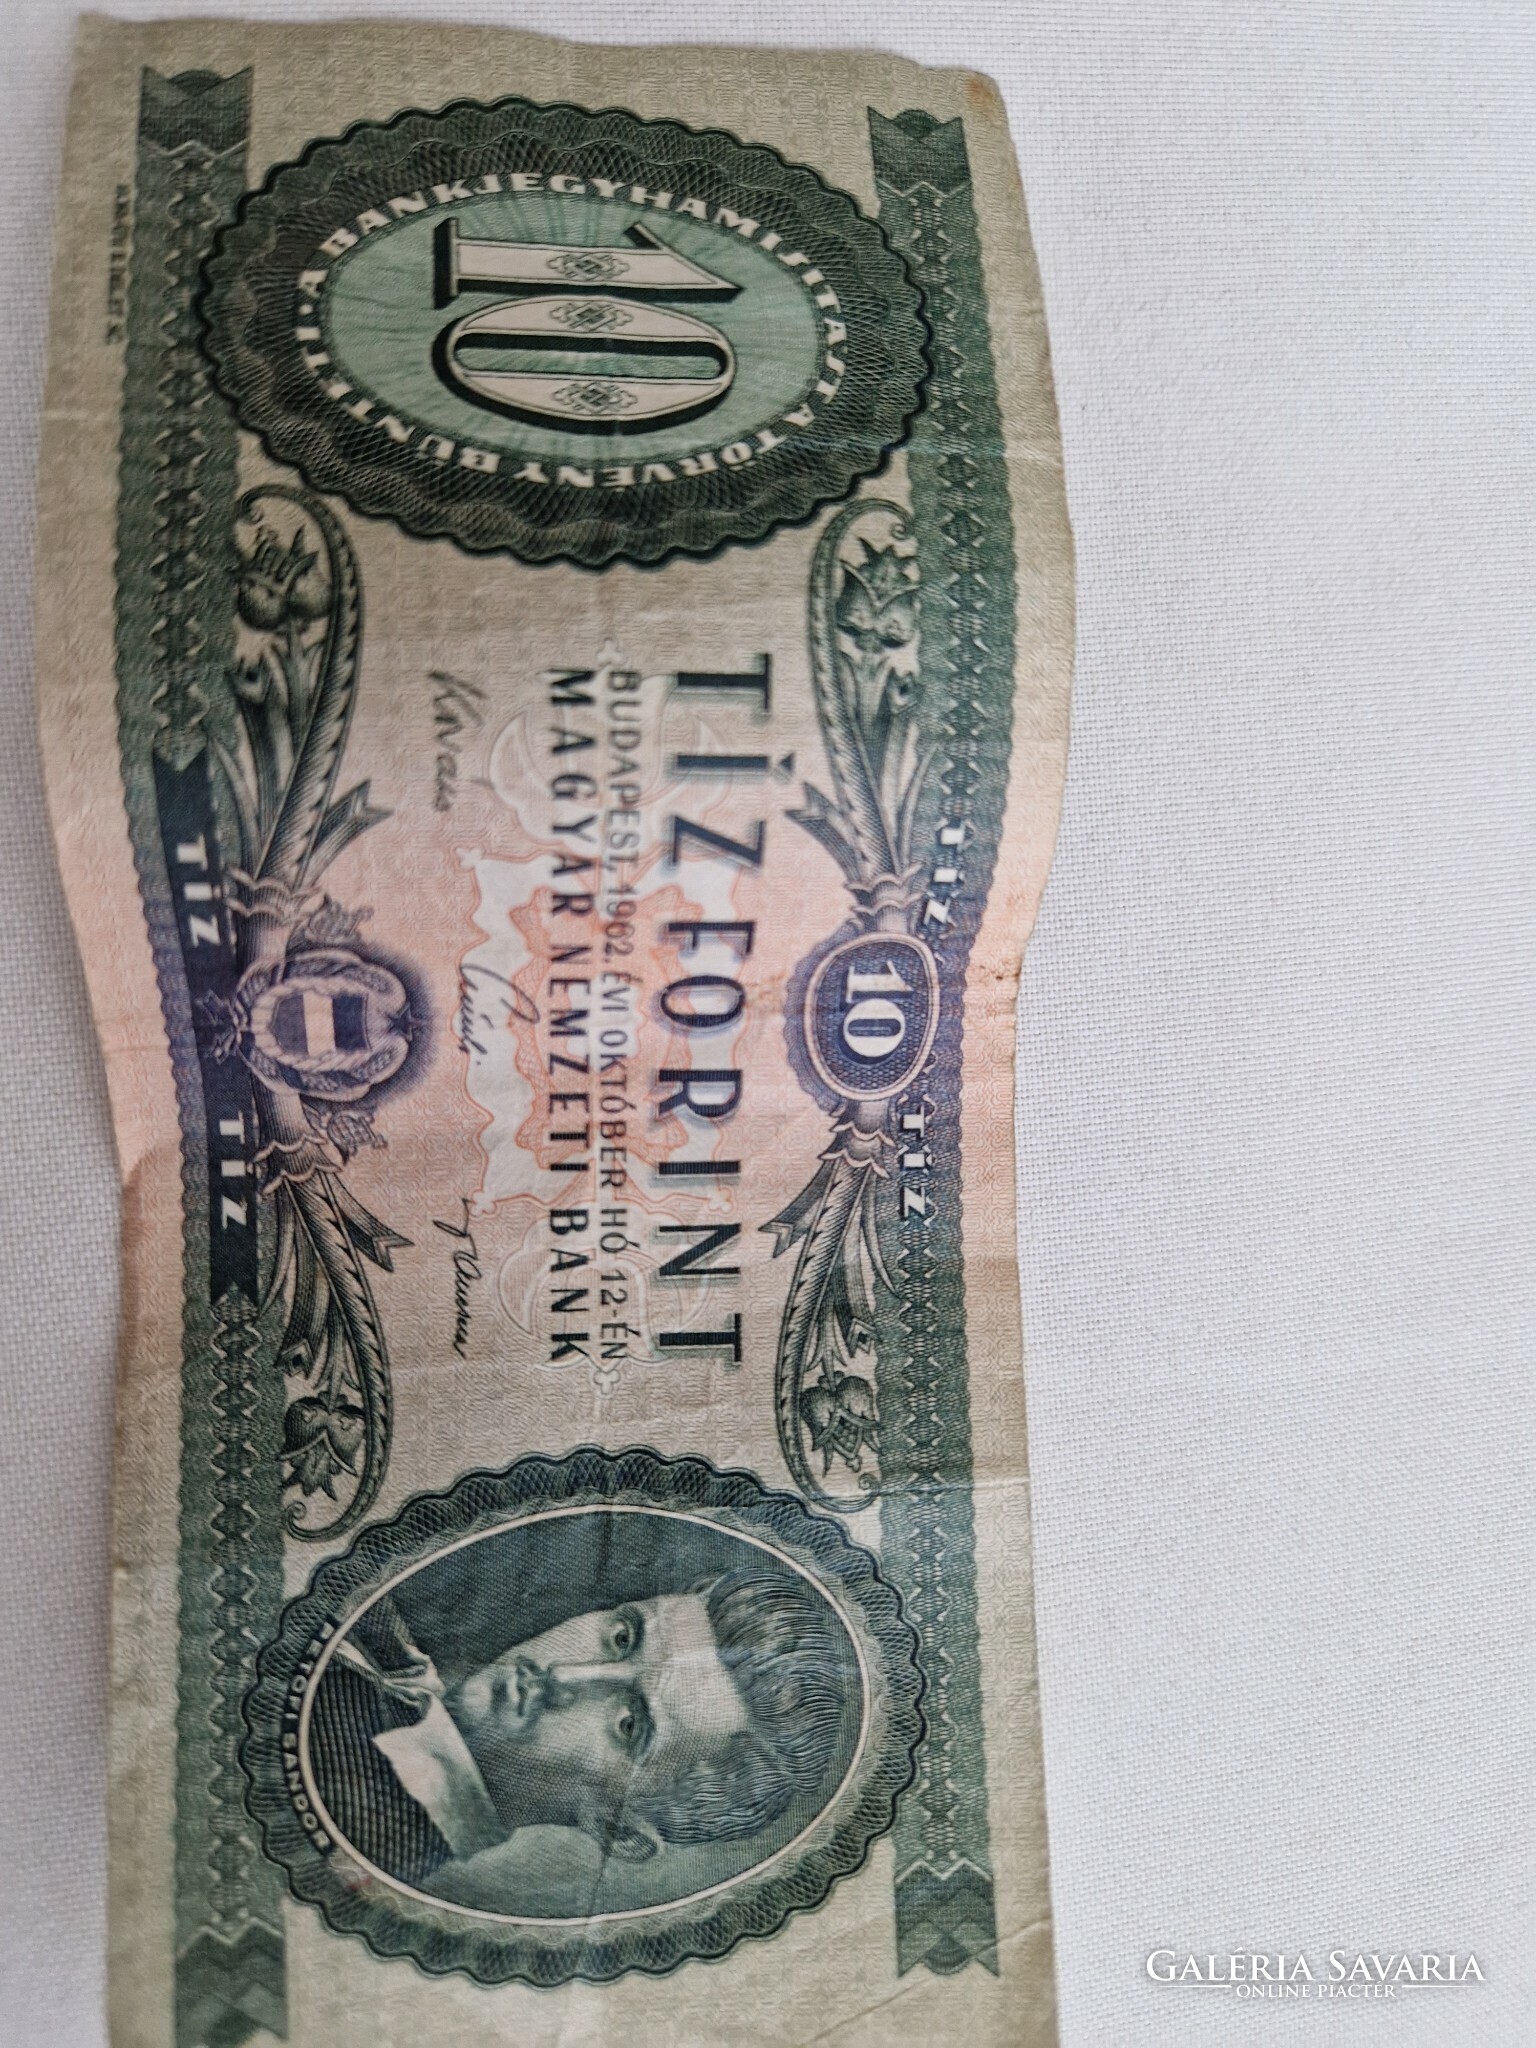 A BANKJEGYHAMISÍTÁST A TÖRVÉNY BÜNTETI ·
10
TÍZ TÍZ
10
TÍZ FORINT
BUDAPEST, 1962. ÉVI OKTÓBER HÓ 12-ÉN
MAGYAR NEMZETI BANK
TÍZ TÍZ
PETŐFI SÁNDOR
GALÉRIA SAVARIA
ONLINE PIACTÉR